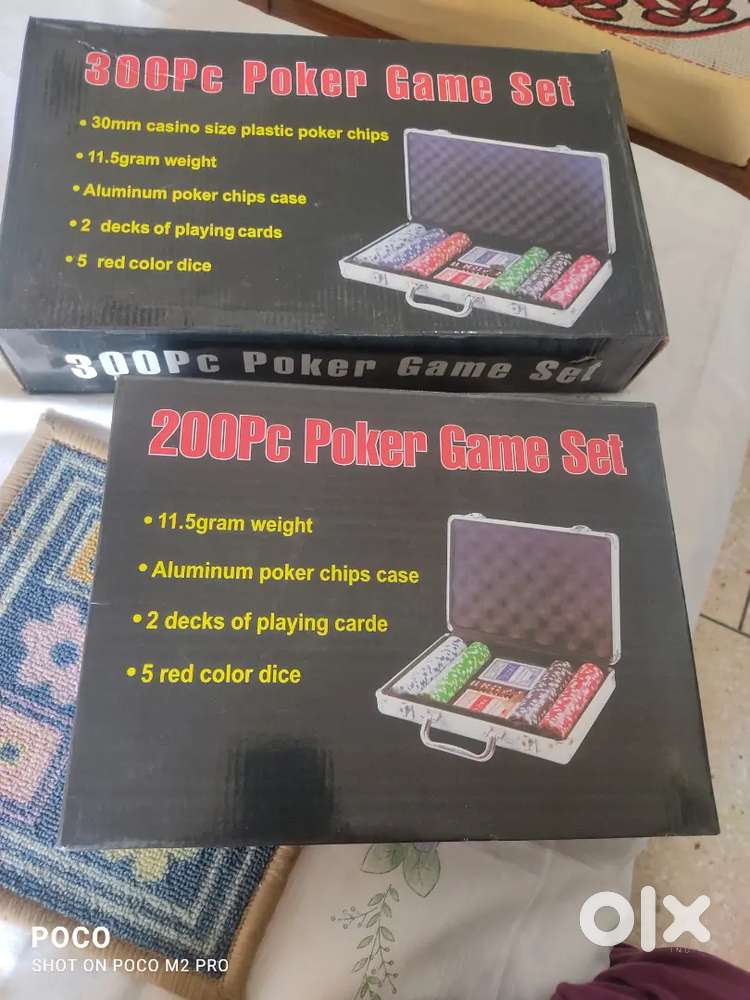 300Pc Poker Game Set
• 30mm casino size plastic poker chips
• 11.5gram weight
• Aluminum poker chips case
• 2 decks of playing cards
• 5 red color dice
300Pc Poker Game Set
200Pc Poker Game Set
• 11.5gram weight
• Aluminum poker chips case
• 2 decks of playing carde
• 5 red color dice
olx
INDIA
POCO
SHOT ON POCO M2 PRO